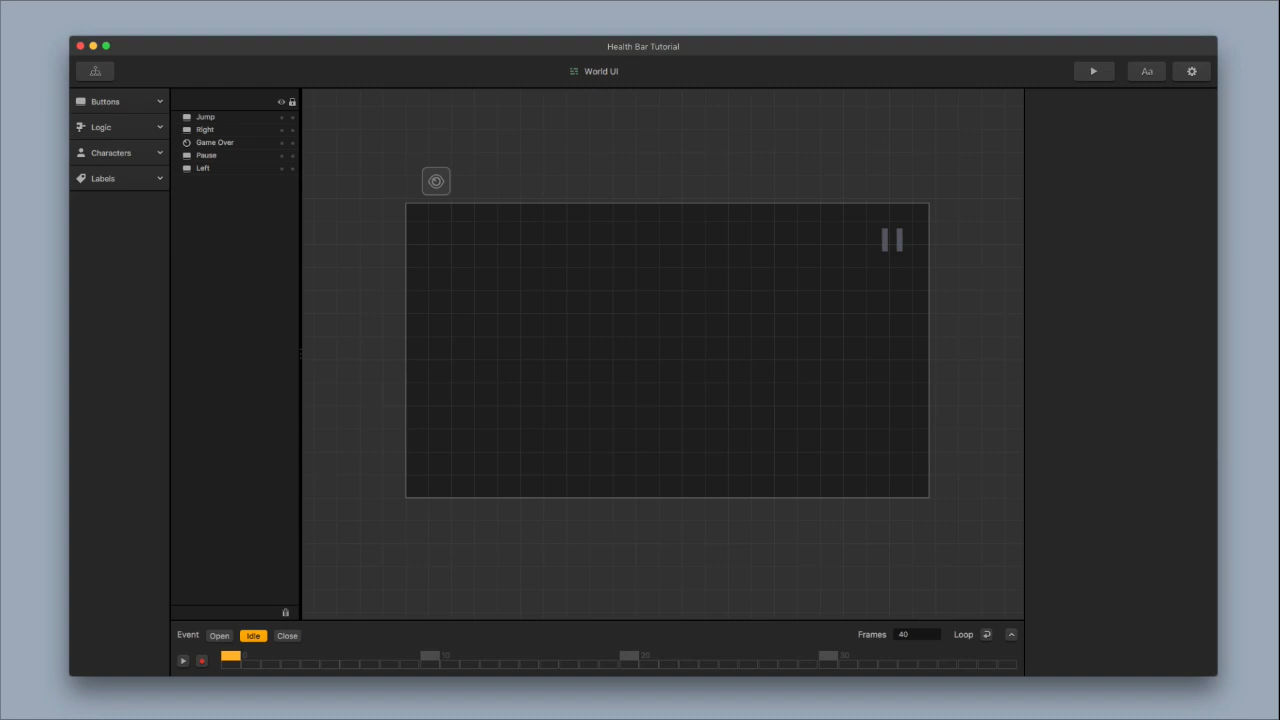 Health Bar Tutorial
World UI
Aa
Buttons
Logic
Characters
Labels
Jump
Right
Game Over
Pause
Left
Event Open Idle Close
Frames 40 Loop
0 10 20 30